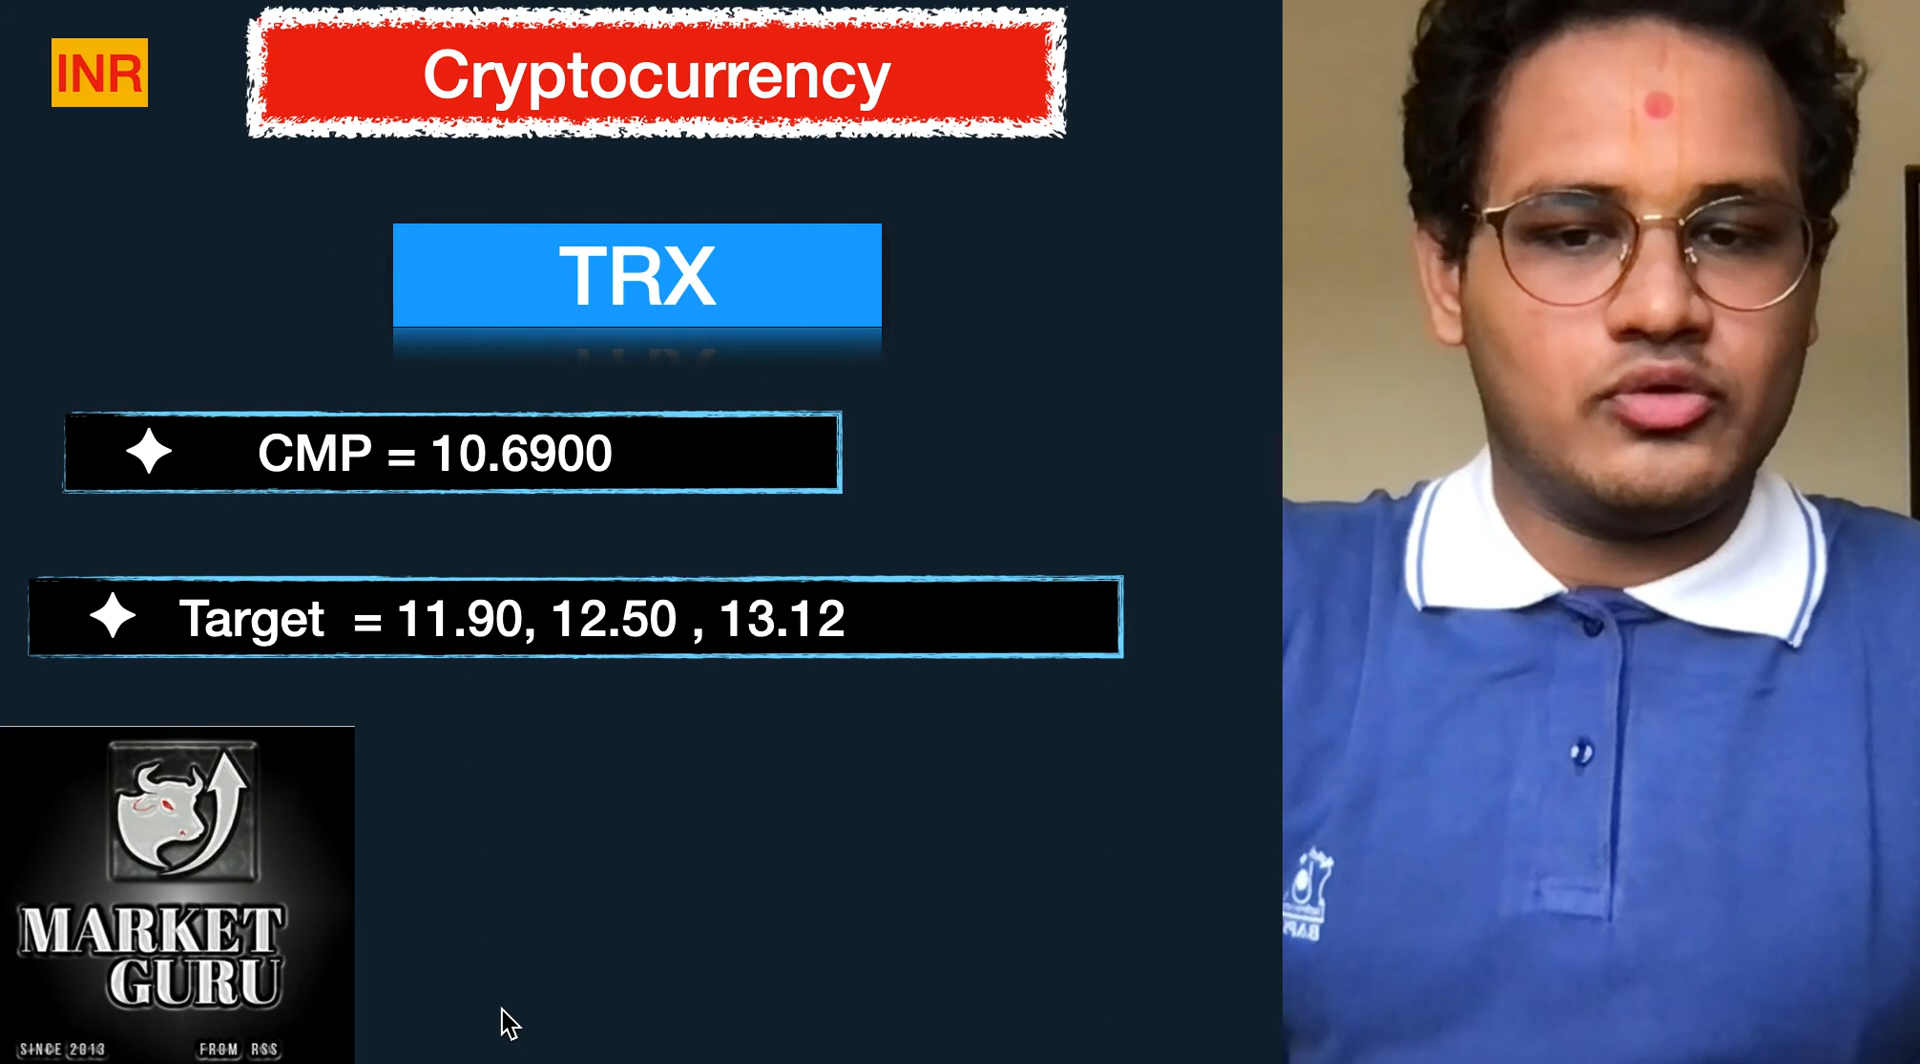 INR
Cryptocurrency
TRX
CMP = 10.6900
Target = 11.90, 12.50 , 13.12
MARKET
GURU
SINCE 2013
FROM RSS
BAPS